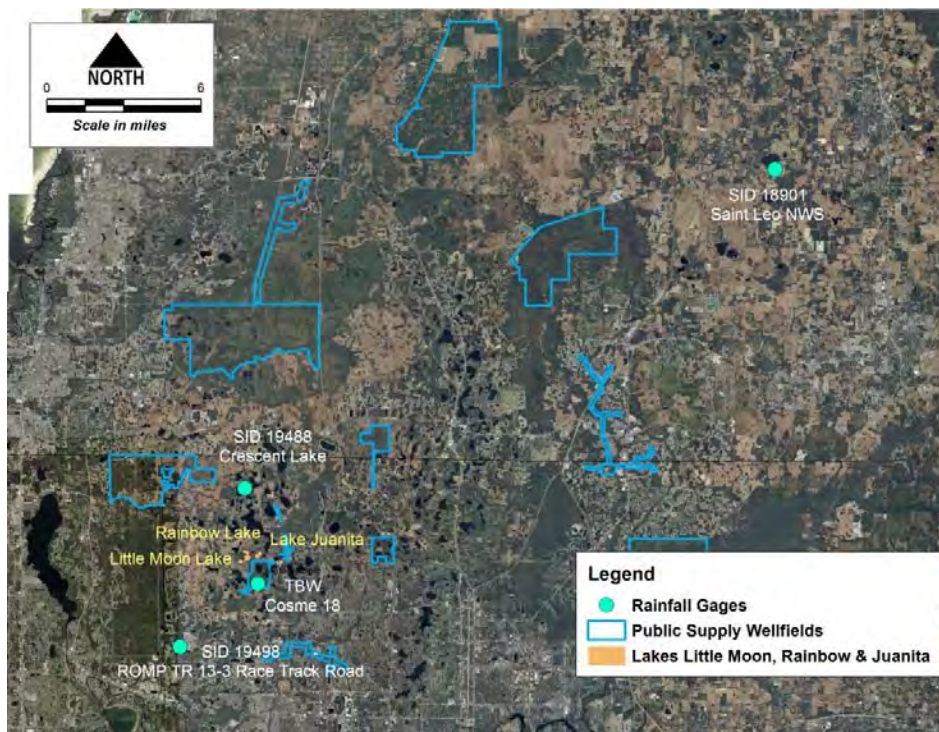 NORTH
0 6
Scale in miles
SID 18901
Saint Leo NWS
SID 19488
Crescent Lake
Rainbow Lake
Lake Juanita
Little Moon Lake
TBW
Cosme 18
SID 19498
ROMP TR 13-3 Race Track Road
Legend
Rainfall Gages
Public Supply Wellfields
Lakes Little Moon, Rainbow & Juanita